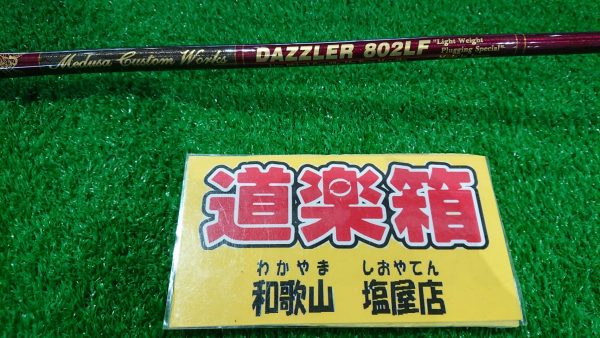 Medusa Custom Works DAZZLER 802LF "Light Weight
Plugging Special"
道楽箱
わかやま しおやてん
和歌山 塩屋店